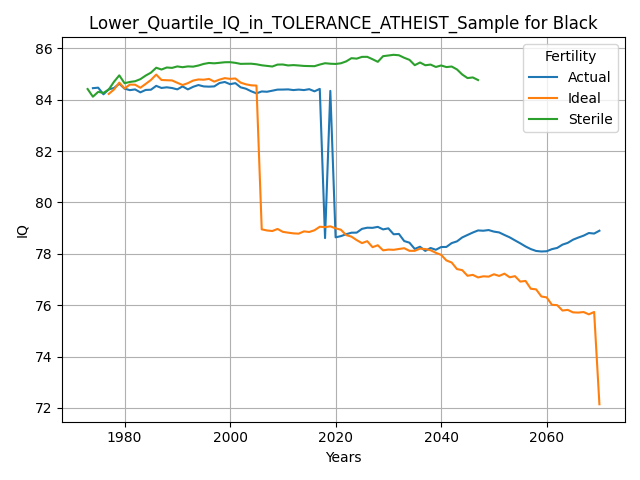 Lower_Quartile_IQ_in_TOLERANCE_ATHEIST_Sample for Black
Fertility
Actual
Ideal
Sterile
IQ
86
84
82
80
78
76
74
72
1980
2000
2020
2040
2060
Years